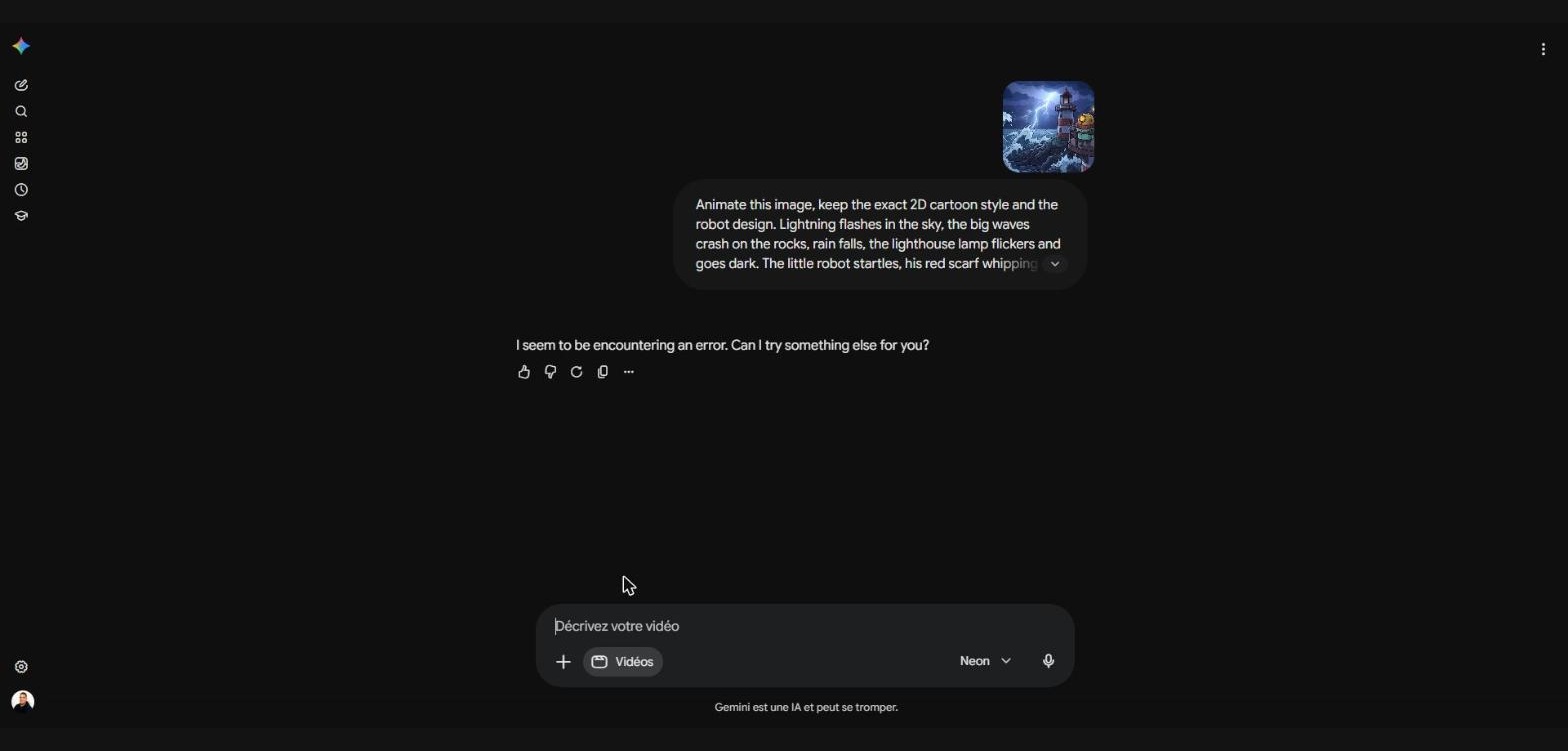 Animate this image, keep the exact 2D cartoon style and the
robot design. Lightning flashes in the sky, the big waves
crash on the rocks, rain falls, the lighthouse lamp flickers and
goes dark. The little robot startles, his red scarf whipping
I seem to be encountering an error. Can I try something else for you?
Décrivez votre vidéo
Vidéos
Neon
Gemini est une IA et peut se tromper.